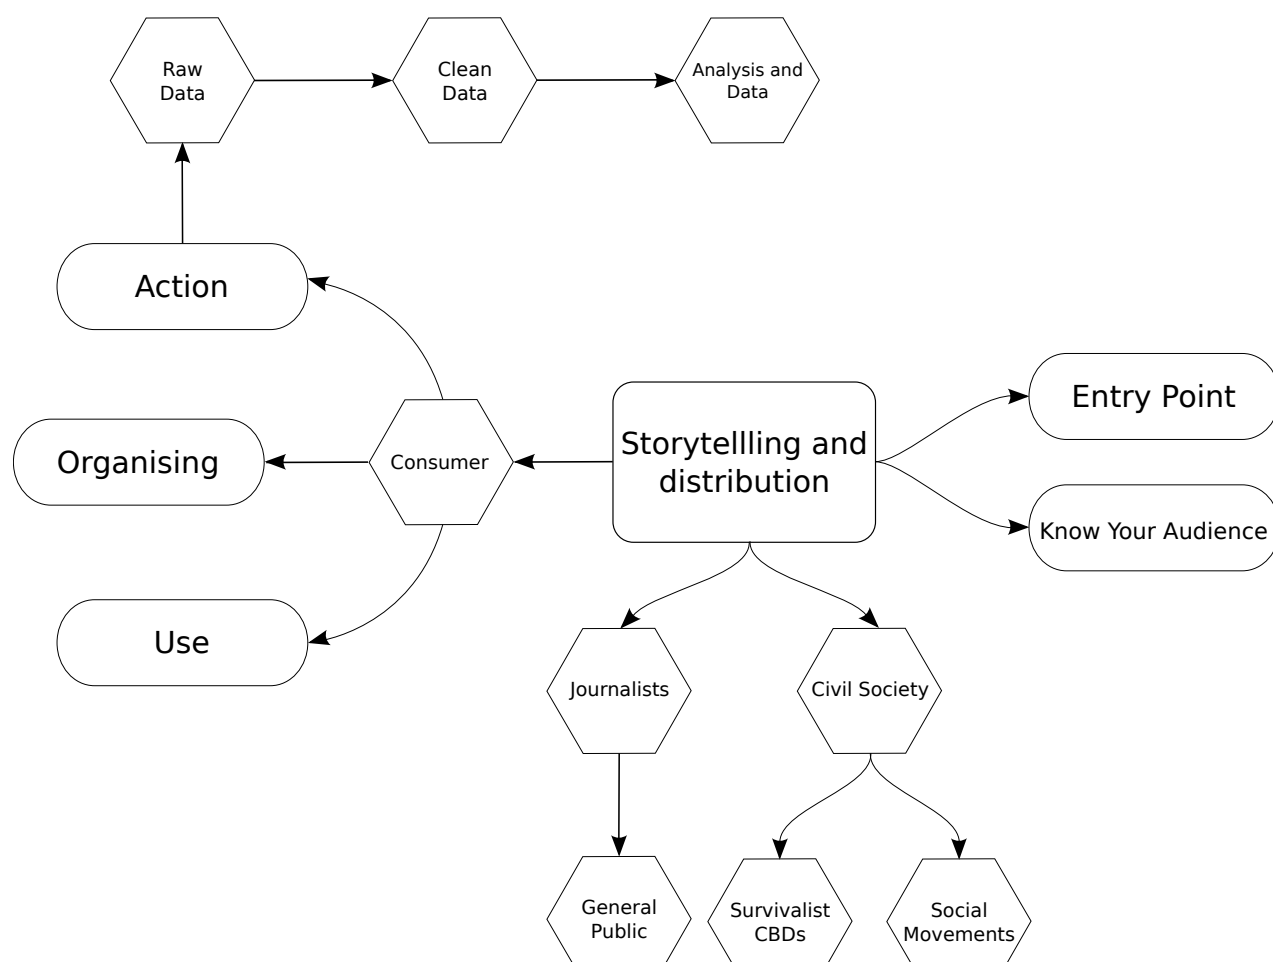 Raw
Data
Clean
Data
Analysis and
Data
Action
Entry Point
Storytellling and
distribution
Organising
Consumer
Know Your Audience
Use
Journalists
Civil Society
General
Public
Survivalist
CBDs
Social
Movements